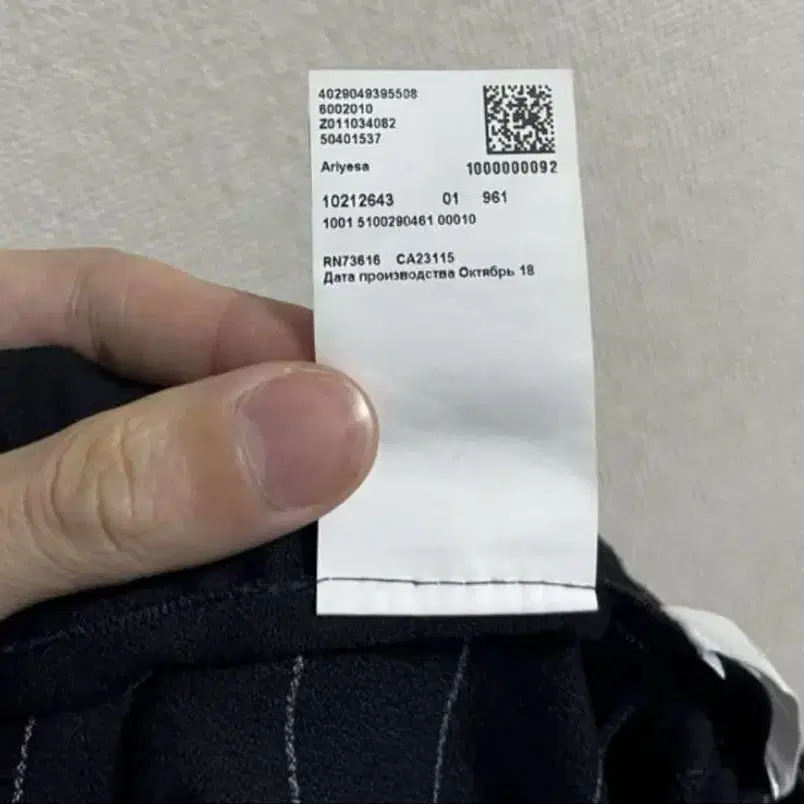 4029049395508
6002010
Z011034082
50401537
Ariyesa 1000000092
10212643 01 961
1001 5100290461 00010
RN73616 CA23115
Дата производства Октябрь 18